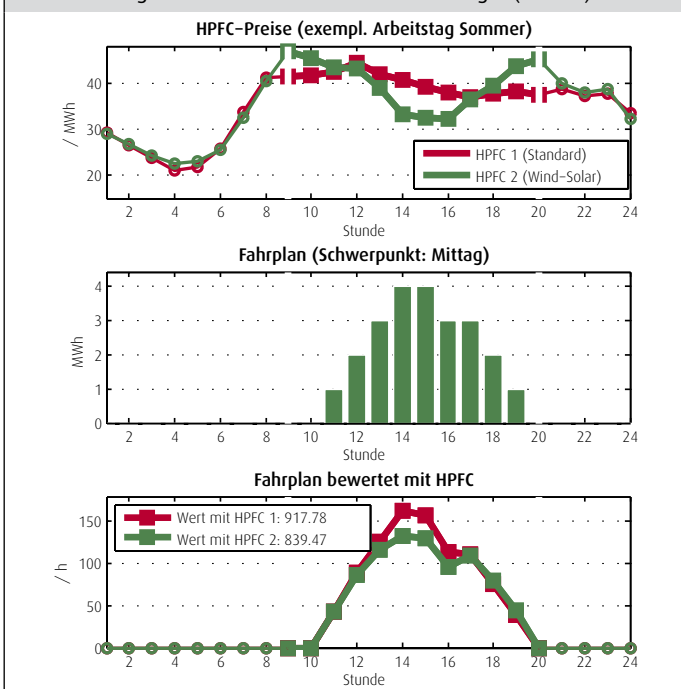 HPFC-Preise (exempl. Arbeitstag Sommer)
40
30
20
/ MWh
HPFC 1 (Standard)
HPFC 2 (Wind-Solar)
2 4 6 8 10 12 14 16 18 20 22 24
Stunde
Fahrplan (Schwerpunkt: Mittag)
4
3
2
1
0
MWh
2 4 6 8 10 12 14 16 18 20 22 24
Stunde
Fahrplan bewertet mit HPFC
150
100
50
0
/ h
Wert mit HPFC 1: 917.78
Wert mit HPFC 2: 839.47
2 4 6 8 10 12 14 16 18 20 22 24
Stunde